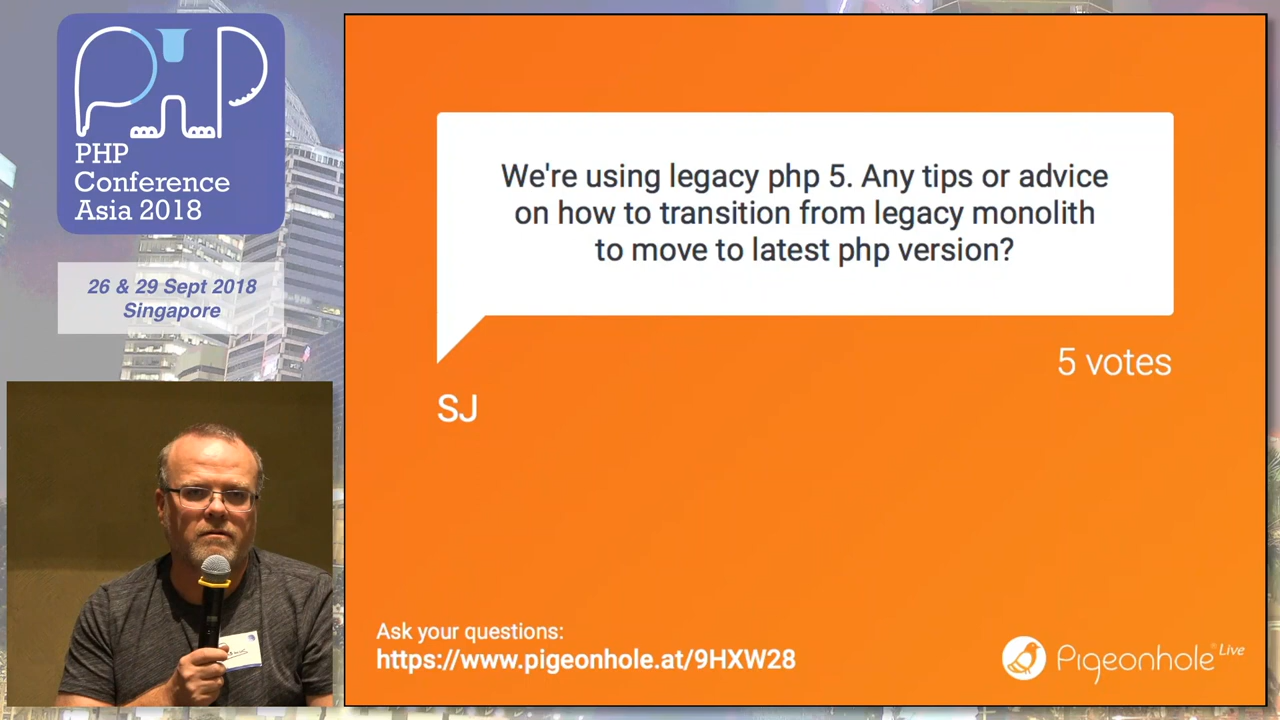 PHP
PHP
Conference
Asia 2018
26 & 29 Sept 2018
Singapore
We're using legacy php 5. Any tips or advice
on how to transition from legacy monolith
to move to latest php version?
5 votes
SJ
Ask your questions:
https://www.pigeonhole.at/9HXW28
Pigeonhole Live